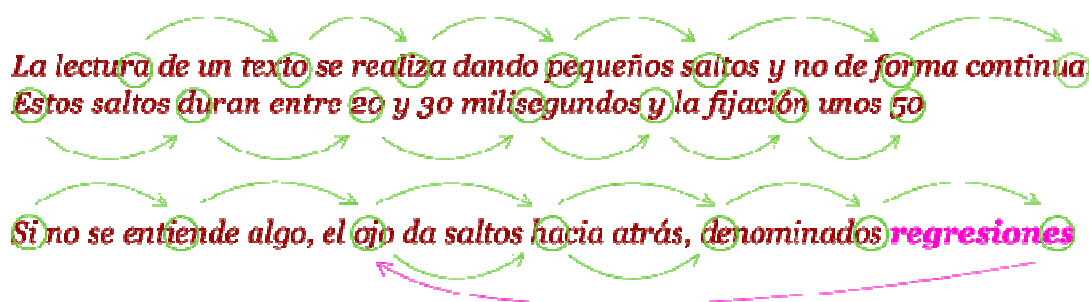 La lectura de un texto se realiza dando pequeños saltos y no de forma continua
Estos saltos duran entre 20 y 30 milisegundos y la fijación unos 50
Si no se entiende algo, el ojo da saltos hacia atrás, denominados regresiones